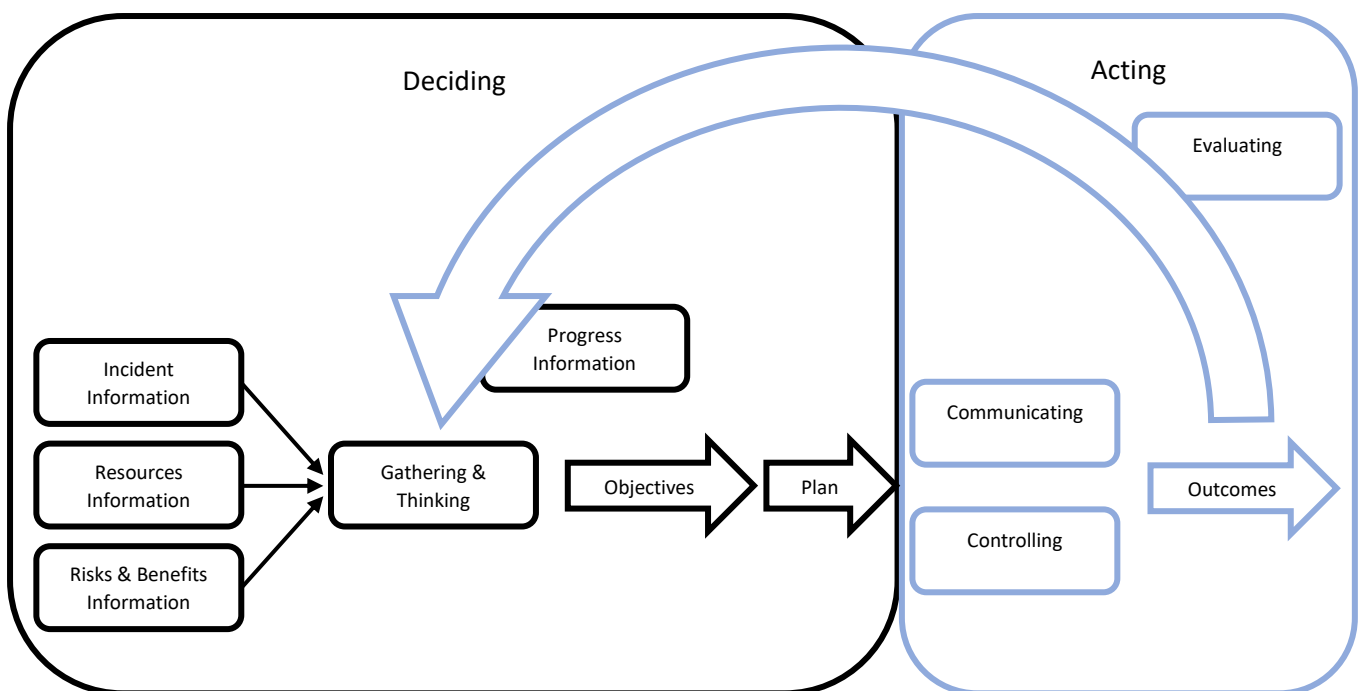 Deciding
Acting
Evaluating
Progress
Information
Incident
Information
Resources
Information
Risks & Benefits
Information
Gathering &
Thinking
Objectives
Plan
Communicating
Controlling
Outcomes